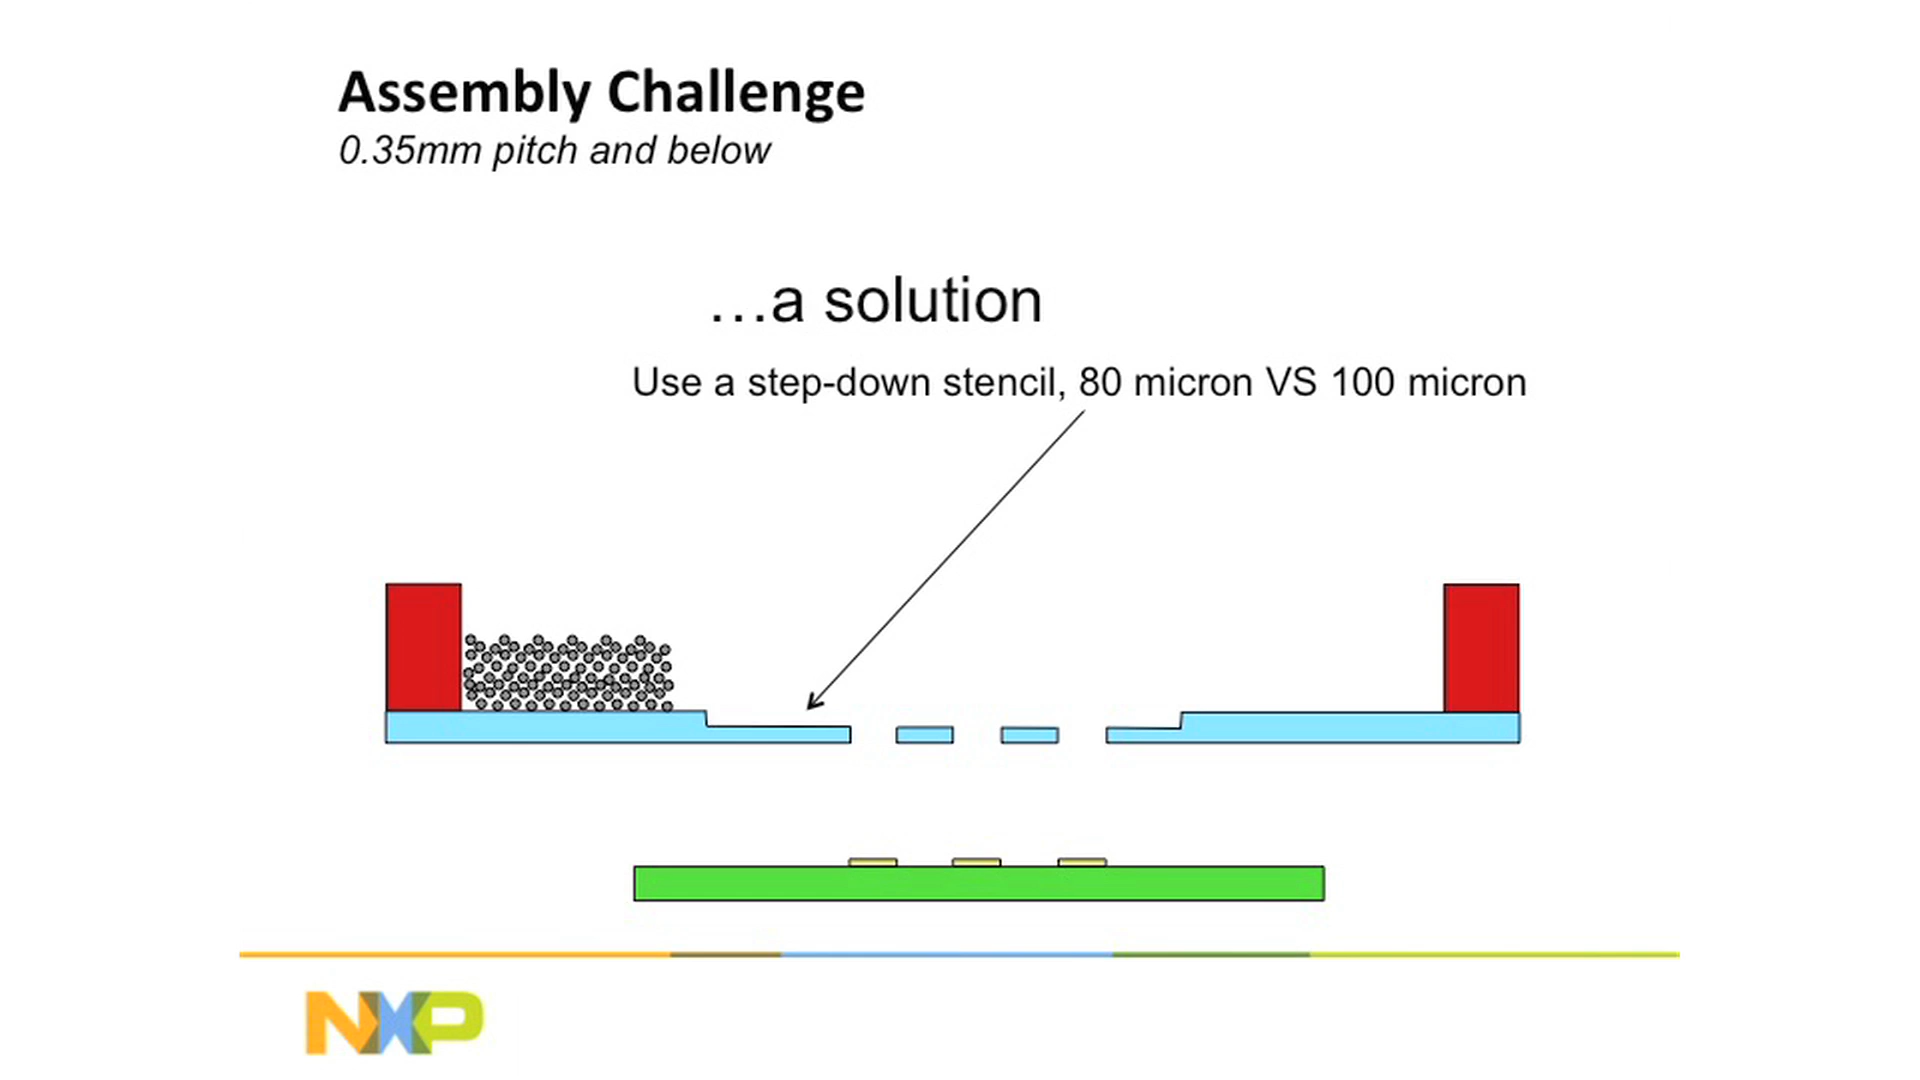 Assembly Challenge
0.35mm pitch and below
…a solution
Use a step-down stencil, 80 micron VS 100 micron
NXP